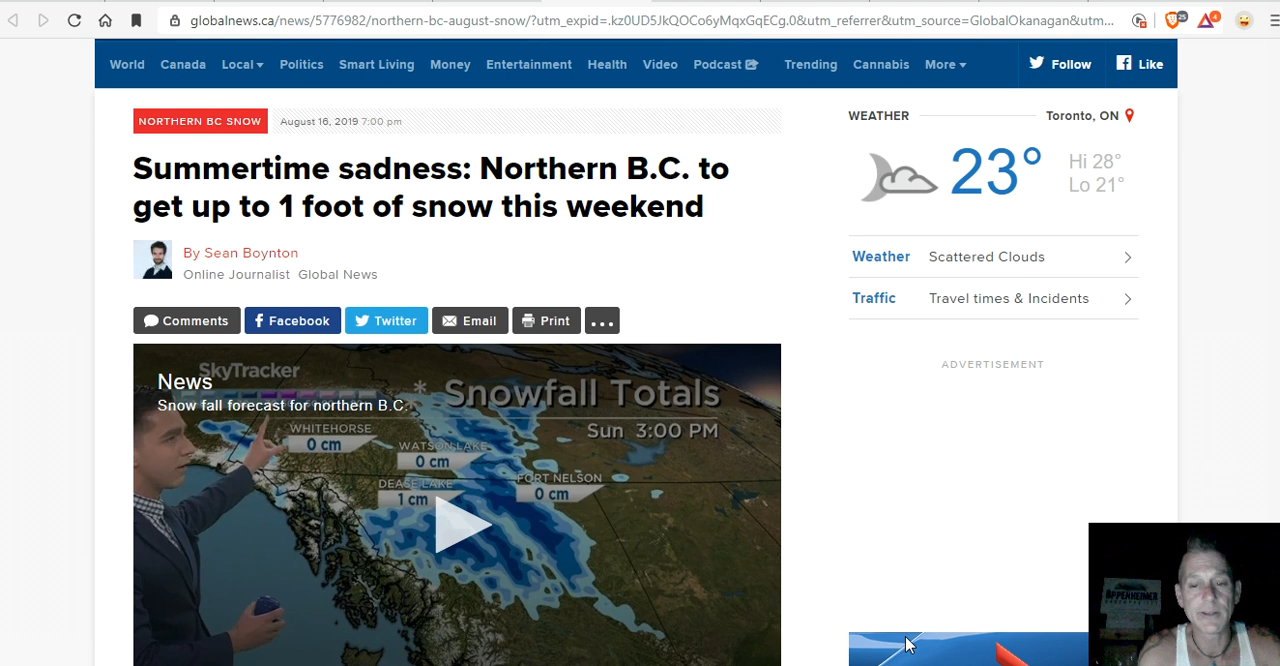 globalnews.ca/news/5776982/northern-bc-august-snow/?utm_expid=.kz0UD5JkQOCo6yMqxGqECg.0&utm_referrer&utm_source=GlobalOkanagan&utm...
25
4
World Canada Local Politics Smart Living Money Entertainment Health Video Podcast Trending Cannabis More Follow Like
NORTHERN BC SNOW August 16, 2019 7:00 pm
Summertime sadness: Northern B.C. to
get up to 1 foot of snow this weekend
By Sean Boynton
Online Journalist Global News
Comments Facebook Twitter Email Print ...
SkyTracker
News
Snow fall forecast for northern B.C.
Snowfall Totals
Sun 3:00 PM
WHITEHORSE
0 cm
WATSON LAKE
0 cm
DEASE LAKE
1 cm
FORT NELSON
0 cm
WEATHER Toronto, ON
23°
Hi 28°
Lo 21°
Weather Scattered Clouds
Traffic Travel times & Incidents
ADVERTISEMENT
OPPENHEIMER